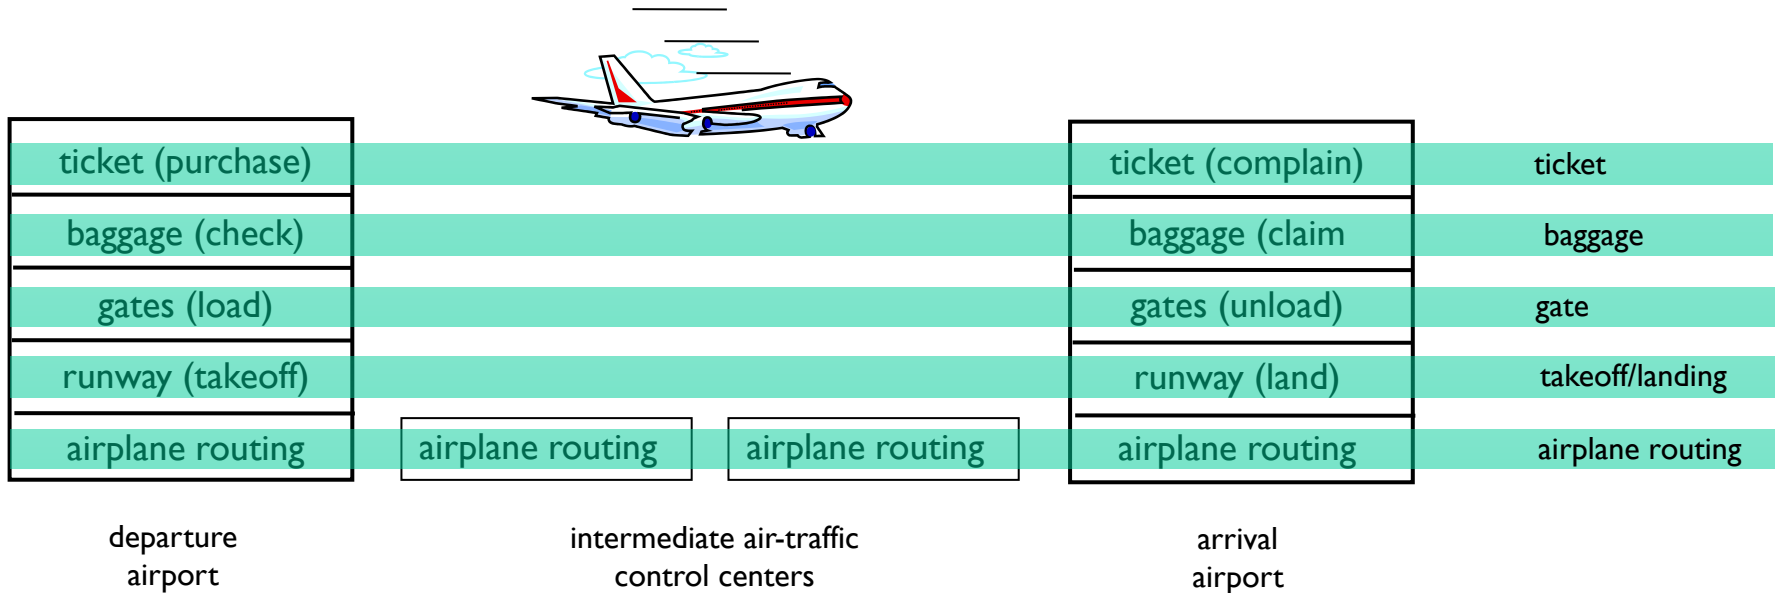 ticket (purchase) ticket (complain) ticket
baggage (check) baggage (claim baggage
gates (load) gates (unload) gate
runway (takeoff) runway (land) takeoff/landing
airplane routing airplane routing airplane routing airplane routing airplane routing
departure
airport
intermediate air-traffic
control centers
arrival
airport